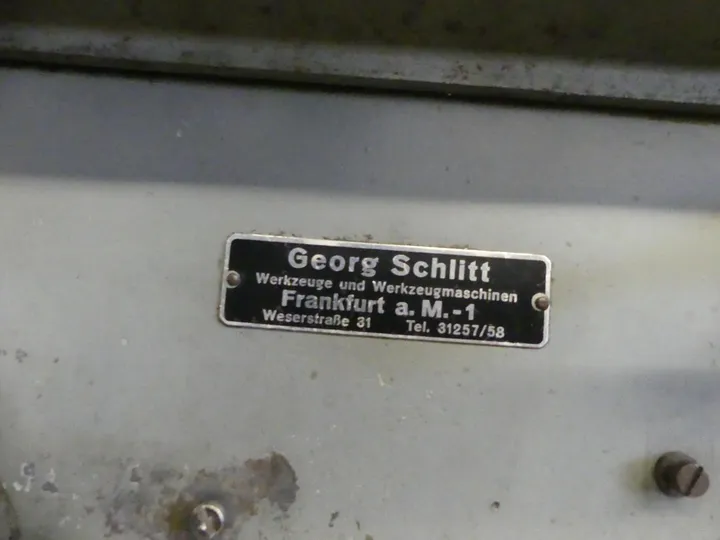 Georg Schlitt
Werkzeuge und Werkzeugmaschinen
Frankfurt a. M.-1
Weserstraße 31 Tel. 31257/58